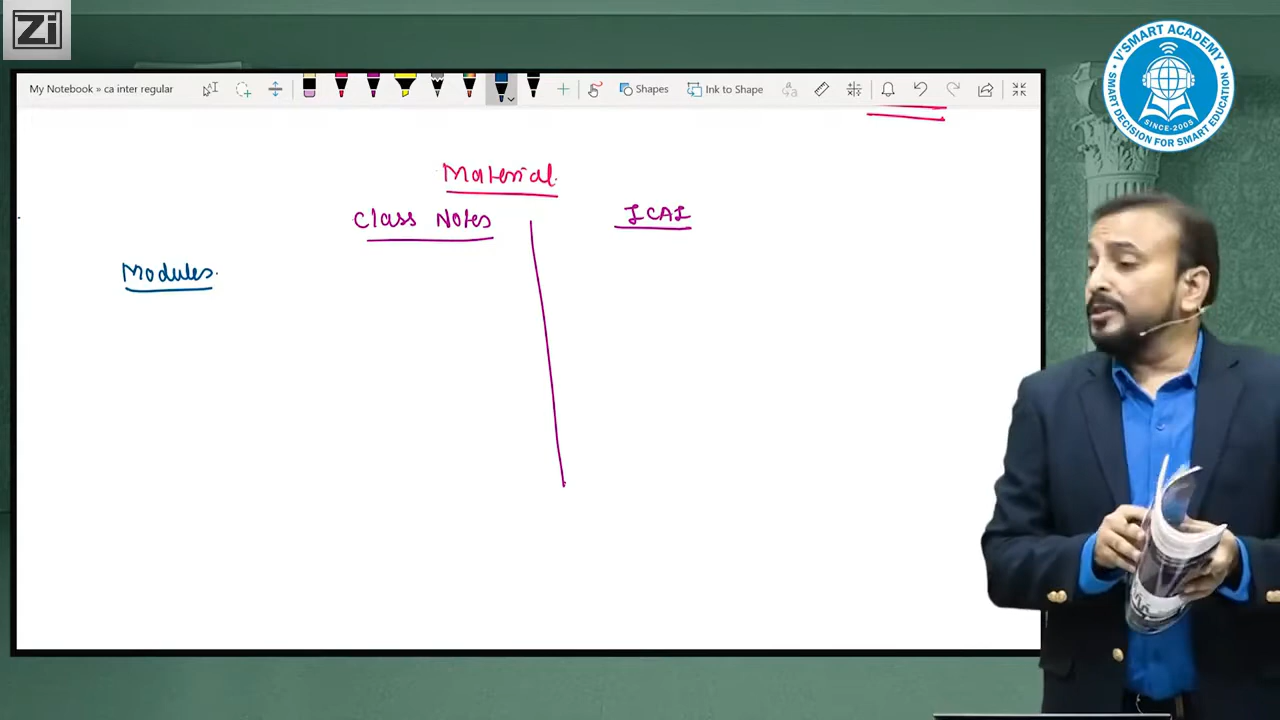 Zi
V'SMART ACADEMY
SINCE-2005
SMART DECISION FOR SMART EDUCATION
My Notebook » ca inter regular
Shapes
Ink to Shape
Material
Class Notes
ICAI
Modules